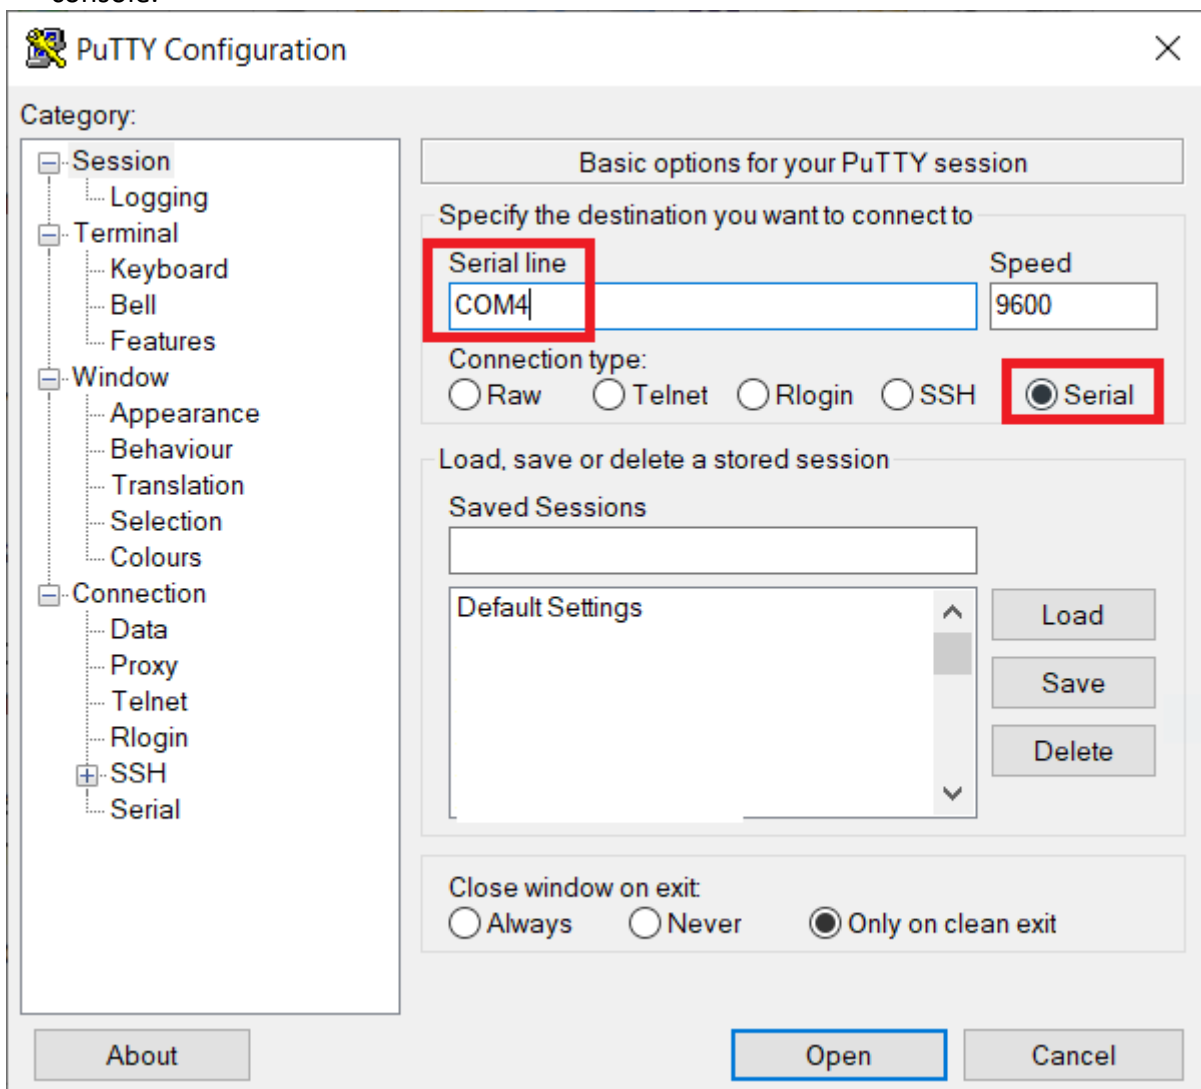 console.
PuTTY Configuration
Category:
Session
Logging
Terminal
Keyboard
Bell
Features
Window
Appearance
Behaviour
Translation
Selection
Colours
Connection
Data
Proxy
Telnet
Rlogin
SSH
Serial
Basic options for your PuTTY session
Specify the destination you want to connect to
Serial line Speed
COM4 9600
Connection type:
Raw Telnet Rlogin SSH Serial
Load, save or delete a stored session
Saved Sessions
Default Settings
Load
Save
Delete
Close window on exit:
Always Never Only on clean exit
About Open Cancel